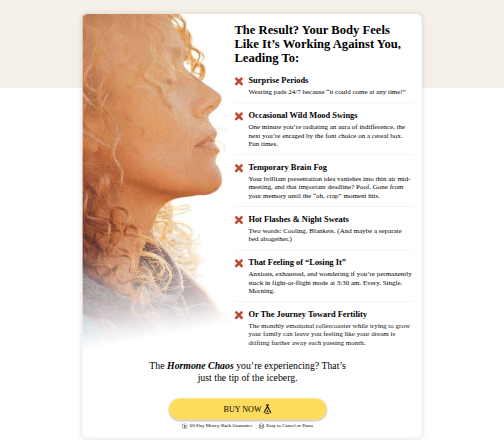 The Result? Your Body Feels
Like It’s Working Against You,
Leading To:
Surprise Periods
Wearing pads 24/7 because “it could come at any time!”
Occasional Wild Mood Swings
One minute you’re radiating an aura of indifference, the
next you’re enraged by the font choice on a cereal box.
Fun times.
Temporary Brain Fog
Your brilliant presentation idea vanishes into thin air mid-
meeting, and that important deadline? Poof. Gone from
your memory until the “oh, crap” moment hits.
Hot Flashes & Night Sweats
Two words: Cooling. Blankets. (And maybe a separate
bed altogether.)
That Feeling of “Losing It”
Anxious, exhausted, and wondering if you’re permanently
stuck in fight-or-flight mode at 3:30 am. Every. Single.
Morning.
Or The Journey Toward Fertility
The monthly emotional rollercoaster while trying to grow
your family can leave you feeling like your dream is
drifting further away each passing month.
The Hormone Chaos you’re experiencing? That’s
just the tip of the iceberg.
BUY NOW
60-Day Money-Back Guarantee Easy to Cancel or Pause